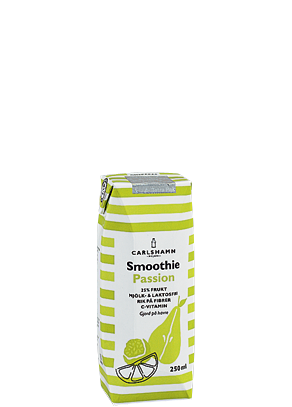 CARLSHAMN
Smoothie
Passion
35% FRUKT
MJÖLK- & LAKTOSFRI
RIK PÅ FIBRER
C-VITAMIN
Gjord på havre
250 ml